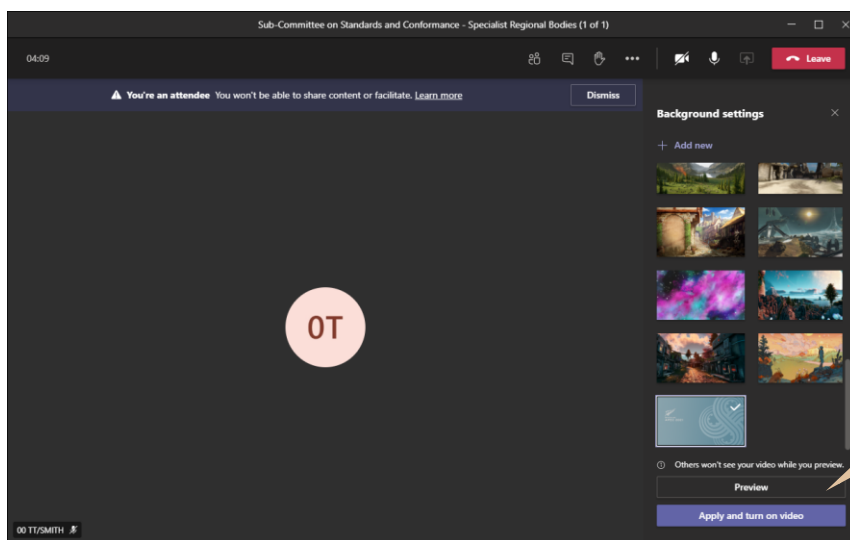 Sub-Committee on Standards and Conformance - Specialist Regional Bodies (1 of 1)
04:09
Leave
You're an attendee You won't be able to share content or facilitate. Learn more
Dismiss
Background settings
Add new
0T
Others won't see your video while you preview.
Preview
Apply and turn on video
00 TT/SMITH